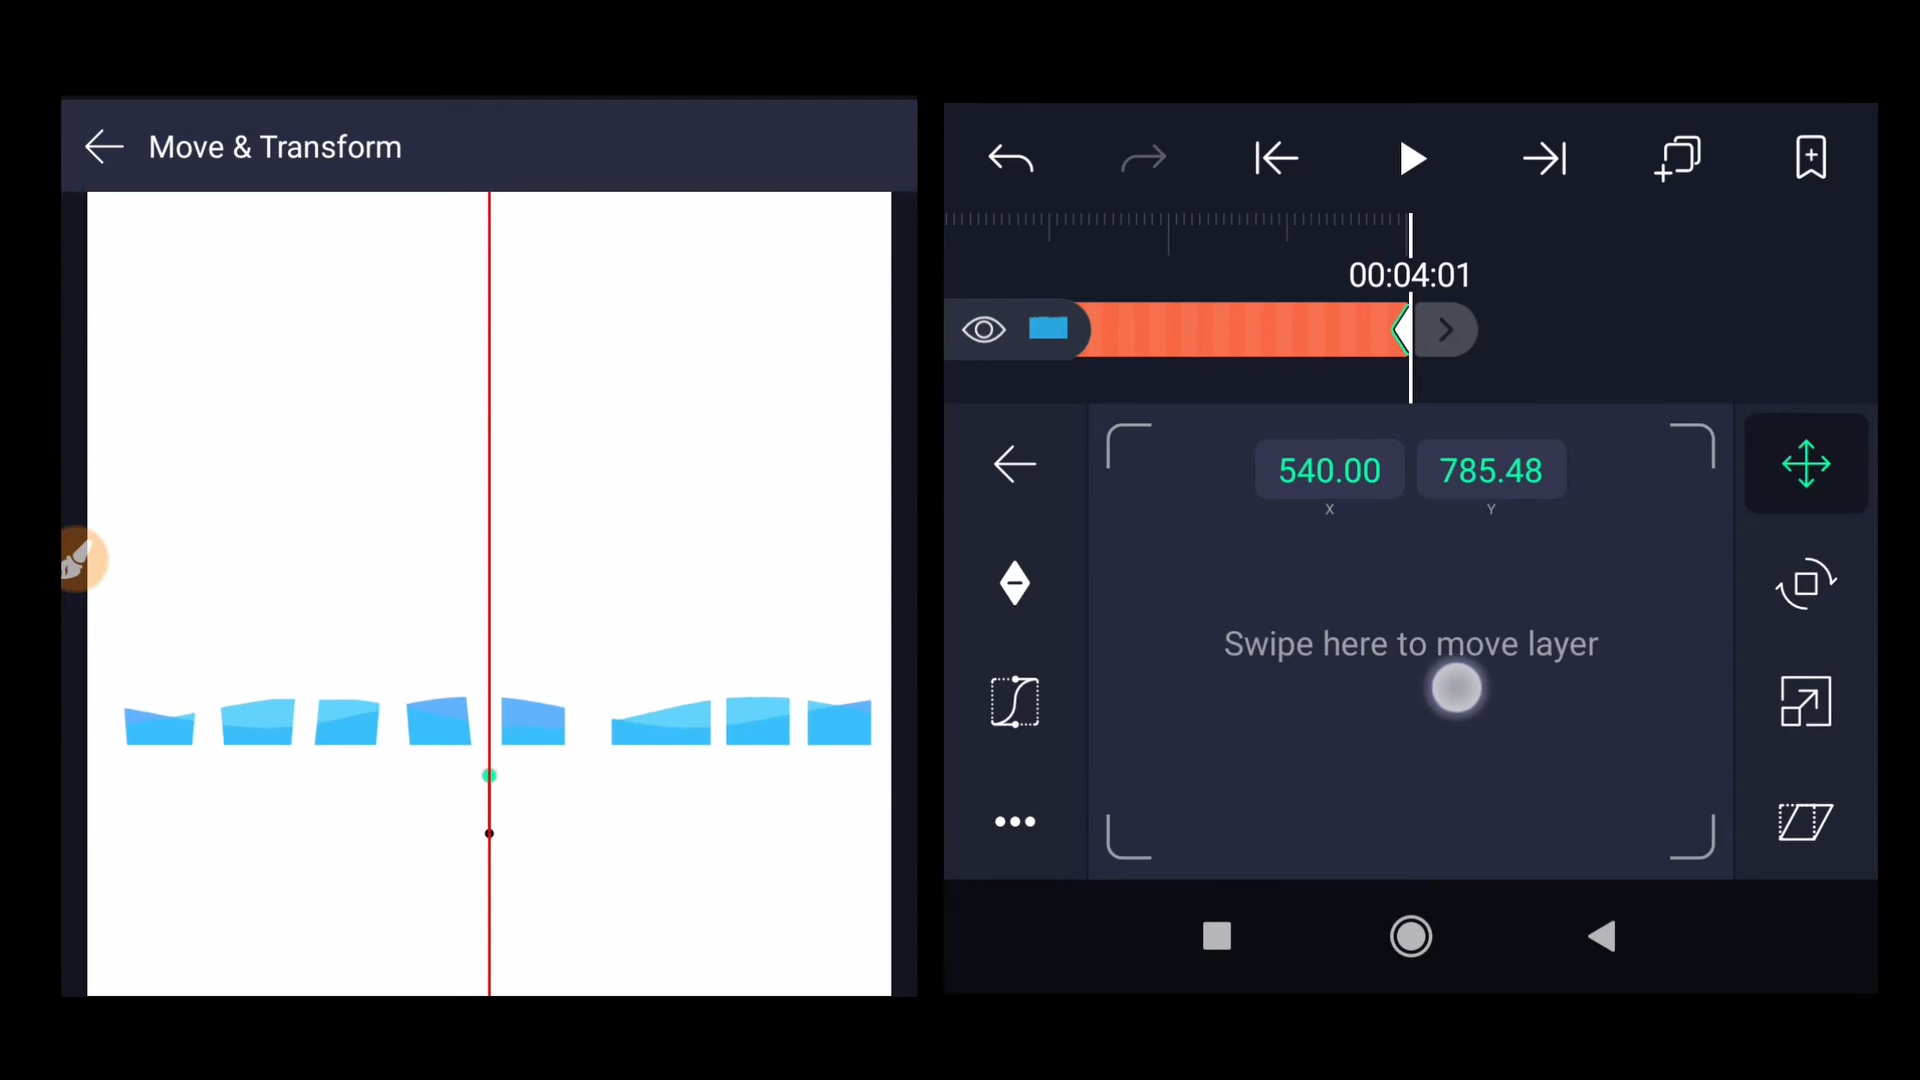 Move & Transform
00:04:01
540.00 785.48
X Y
Swipe here to move layer